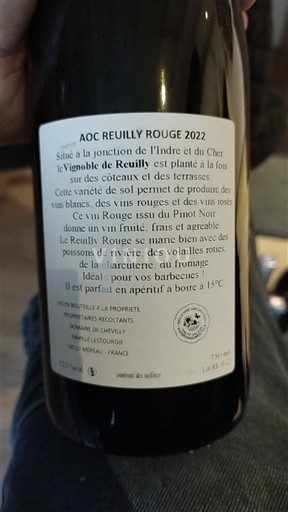 AOC REUILLY ROUGE 2022
Situé à la jonction de l'Indre et du Cher,
le Vignoble de Reuilly est planté à la fois
sur des côteaux et des terrasses.
Cette variété de sol permet de produire des
vins blancs, des vins rouges et des vins rosés.
Ce vin Rouge issu du Pinot Noir
donne un vin fruité, frais et agréable.
Le Reuilly Rouge se marie bien avec des
poissons de rivière, des volailles rôties,
de la charcuterie, du fromage
Idéal pour vos barbecues !
Il est parfait en apéritif a boire à 15°C
MIS EN BOUTEILLE A LA PROPRIETE
PROPRIETAIRES RECOLTANTS
DOMAINE DE CHEVILLY
FAMILLE LESTOURGIE
18120 MEREAU - FRANCE
contient des sulfites
750 ml
VINIOU